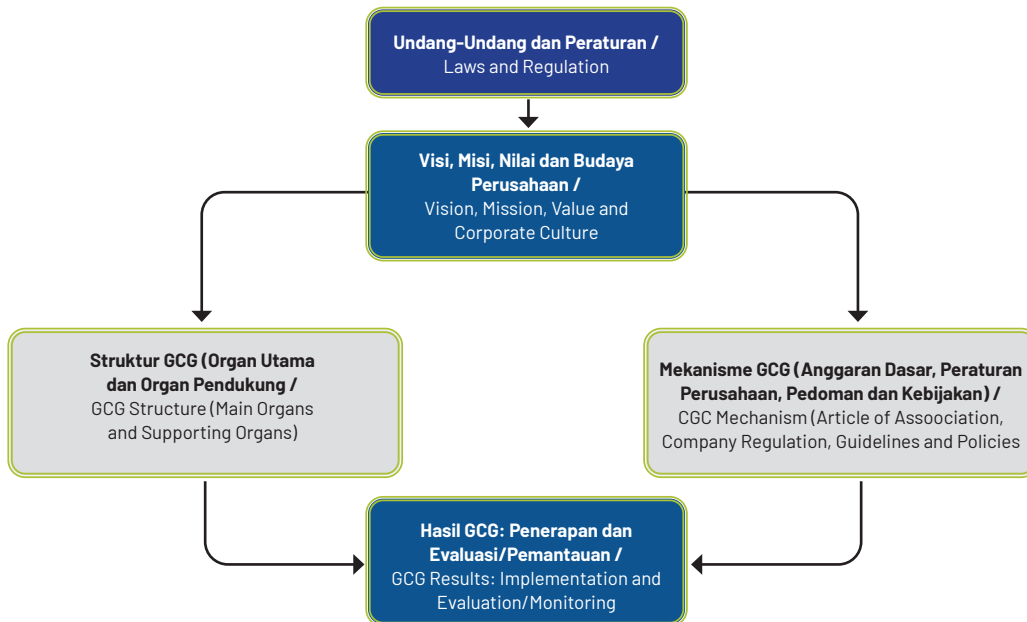 Undang-Undang dan Peraturan /
Laws and Regulation
Visi, Misi, Nilai dan Budaya
Perusahaan /
Vision, Mission, Value and
Corporate Culture
Struktur GCG (Organ Utama
dan Organ Pendukung /
GCG Structure (Main Organs
and Supporting Organs)
Mekanisme GCG (Anggaran Dasar, Peraturan
Perusahaan, Pedoman dan Kebijakan) /
CGC Mechanism (Article of Assoociation,
Company Regulation, Guidelines and Policies
Hasil GCG: Penerapan dan
Evaluasi/Pemantauan /
GCG Results: Implementation and
Evaluation/Monitoring